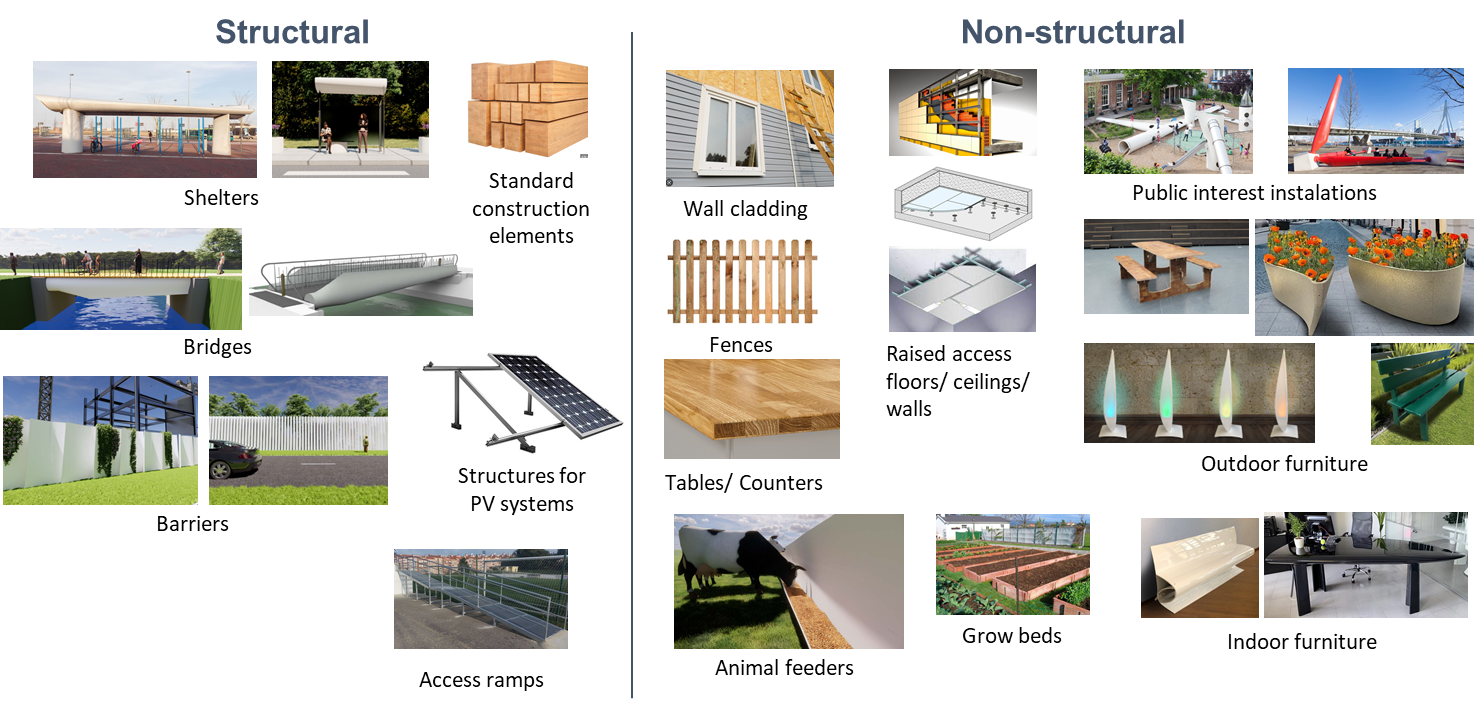 Structural
Non-structural
Shelters
Standard
construction
elements
Bridges
Barriers
Structures for
PV systems
Access ramps
Wall cladding
Fences
Tables/ Counters
Raised access
floors/ ceilings/
walls
Public interest instalations
Outdoor furniture
Animal feeders
Grow beds
Indoor furniture